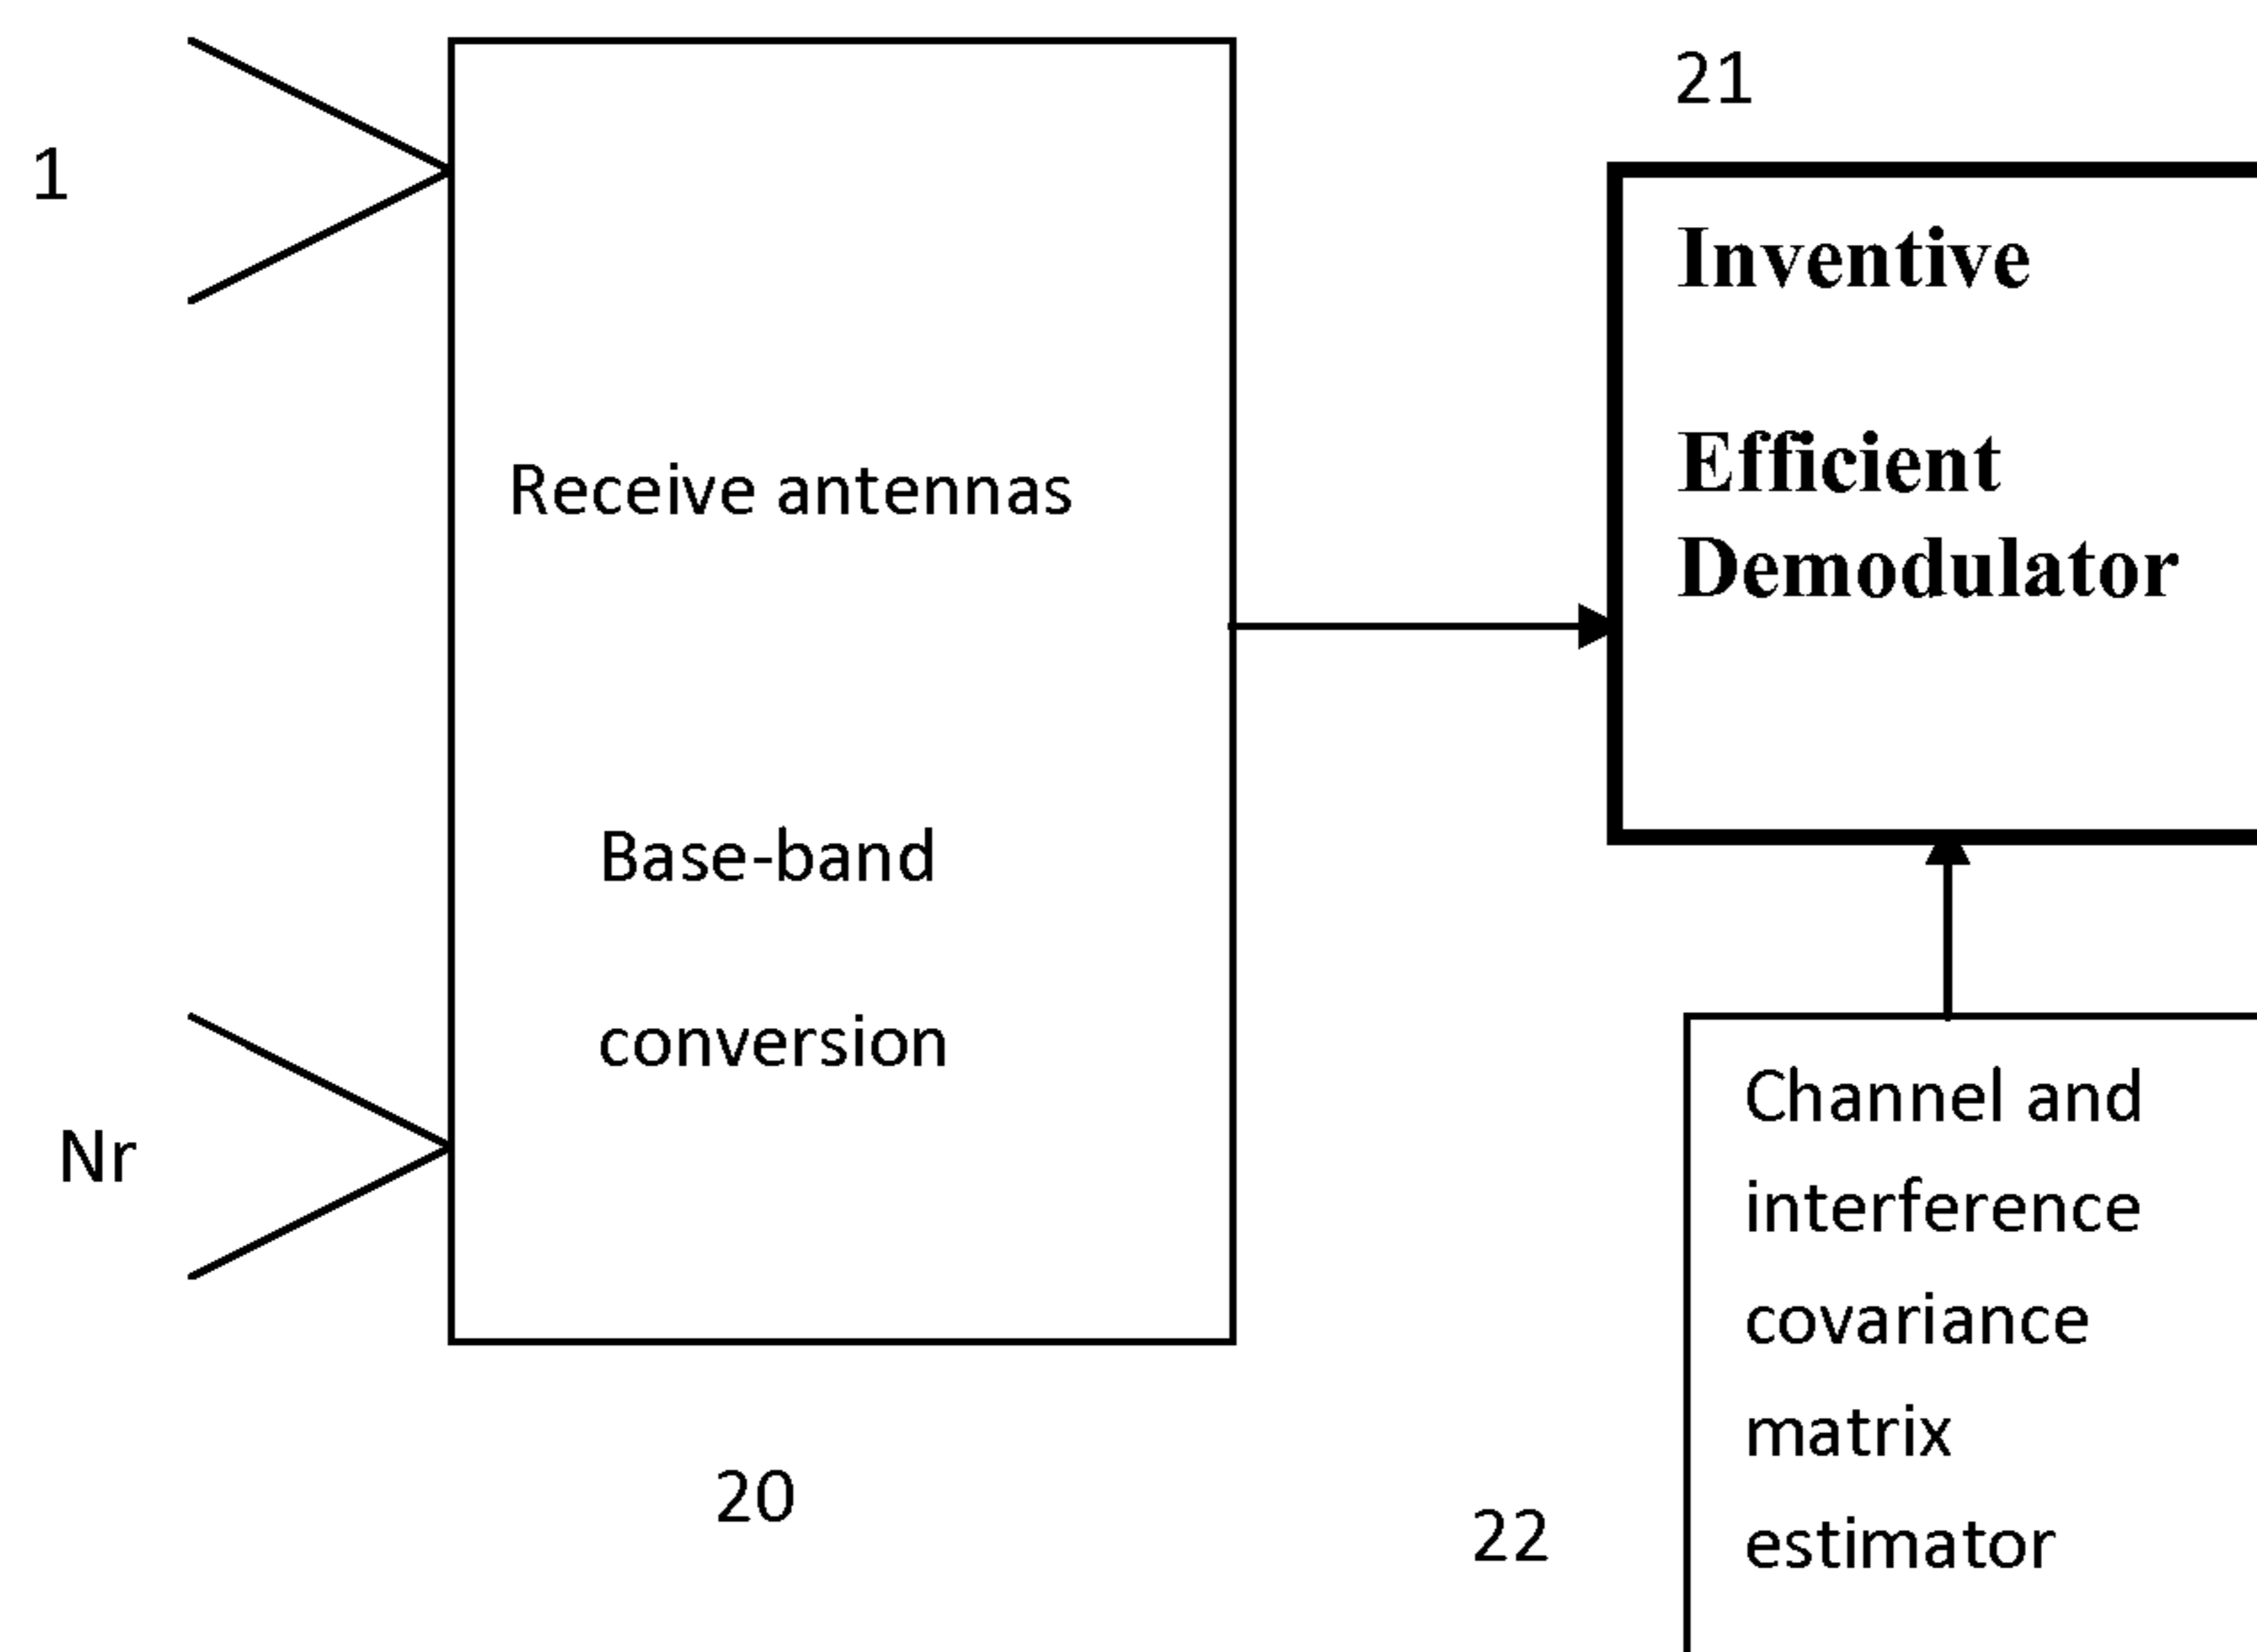 1
Nr
Receive antennas
Base-band
conversion
20
21
Inventive
Efficient
Demodulator
22
Channel and
interference
covariance
matrix
estimator